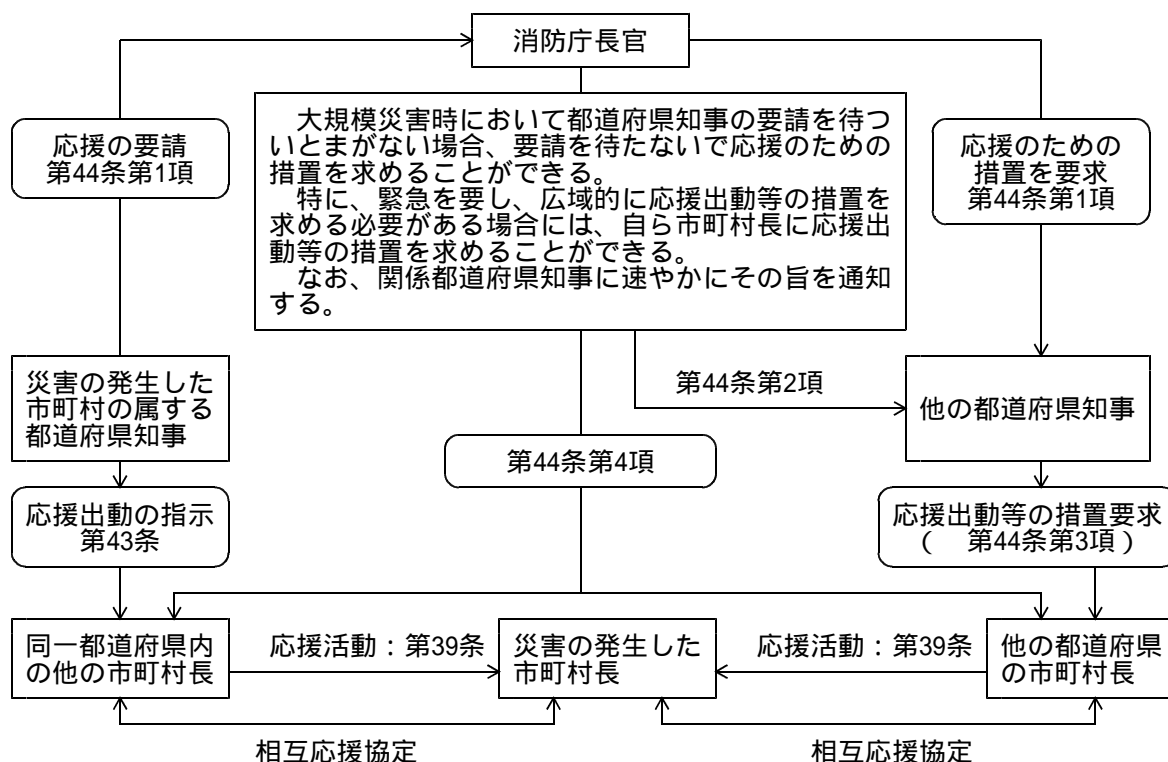 消防庁長官
応援の要請
第44条第1項
大規模災害時において都道府県知事の要請を待つ
いとまがない場合、要請を待たないで応援のための
措置を求めることができる。
特に、緊急を要し、広域的に応援出動等の措置を
求める必要がある場合には、自ら市町村長に応援出
動等の措置を求めることができる。
なお、関係都道府県知事に速やかにその旨を通知
する。
応援のための
措置を要求
第44条第1項
災害の発生した
市町村の属する
都道府県知事
第44条第2項
他の都道府県知事
第44条第4項
応援出動の指示
第43条
応援出動等の措置要求
(　第44条第3項)
同一都道府県内
の他の市町村長
応援活動：第39条
災害の発生した
市町村長
応援活動：第39条
他の都道府県
の市町村長
相互応援協定
相互応援協定